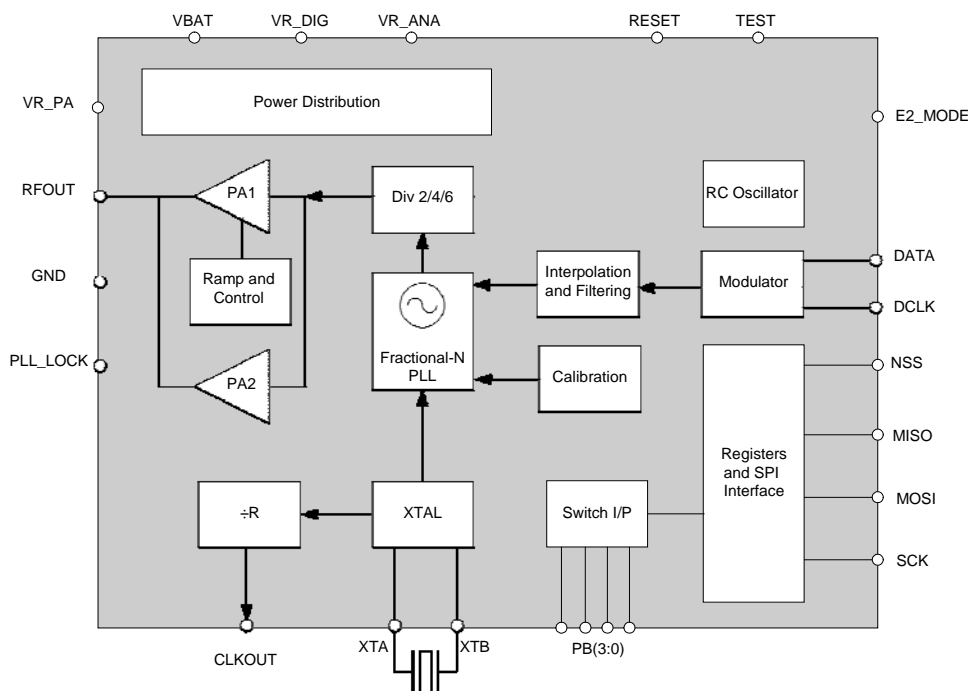 VBAT
VR_DIG
VR_ANA
RESET
TEST
VR_PA
Power Distribution
E2_MODE
RFOUT
PA1
Div 2/4/6
RC Oscillator
GND
Ramp and
Control
Interpolation
and Filtering
Modulator
DATA
DCLK
PLL_LOCK
PA2
Fractional-N
PLL
Calibration
NSS
MISO
Registers
and SPI
Interface
÷R
XTAL
Switch I/P
MOSI
SCK
CLKOUT
XTA
XTB
PB(3:0)